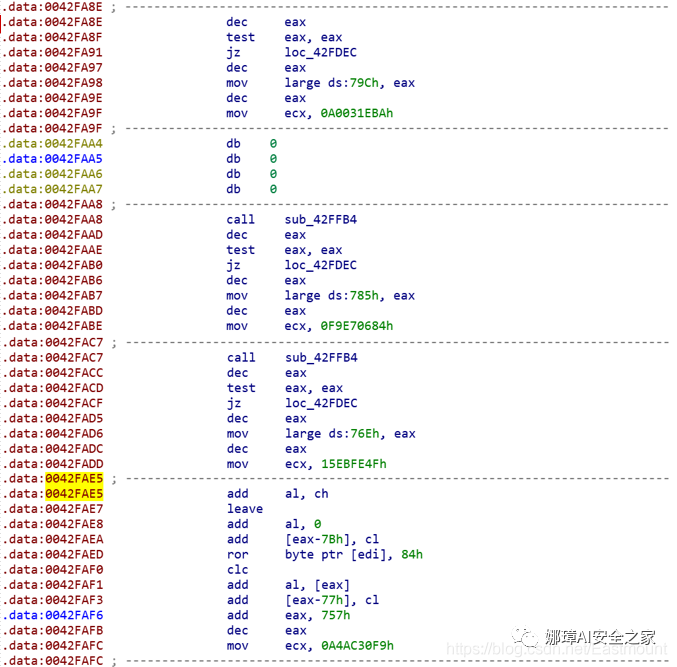 .data:0042FA8E ; ---------------------------------------------------------------------------
.data:0042FA8E dec eax
.data:0042FA8F test eax, eax
.data:0042FA91 jz loc_42FDEC
.data:0042FA97 dec eax
.data:0042FA98 mov large ds:79Ch, eax
.data:0042FA9E dec eax
.data:0042FA9F mov ecx, 0A0031EBAh
.data:0042FA9F ; ---------------------------------------------------------------------------
.data:0042FAA4 db 0
.data:0042FAA5 db 0
.data:0042FAA6 db 0
.data:0042FAA7 db 0
.data:0042FAA8 ; ---------------------------------------------------------------------------
.data:0042FAA8 call sub_42FFB4
.data:0042FAAD dec eax
.data:0042FAAE test eax, eax
.data:0042FAB0 jz loc_42FDEC
.data:0042FAB6 dec eax
.data:0042FAB7 mov large ds:785h, eax
.data:0042FABD dec eax
.data:0042FABE mov ecx, 0F9E70684h
.data:0042FAC7 ; ---------------------------------------------------------------------------
.data:0042FAC7 call sub_42FFB4
.data:0042FACC dec eax
.data:0042FACD test eax, eax
.data:0042FACF jz loc_42FDEC
.data:0042FAD5 dec eax
.data:0042FAD6 mov large ds:76Eh, eax
.data:0042FADC dec eax
.data:0042FADD mov ecx, 15EBFE4Fh
.data:0042FAE5 ; ---------------------------------------------------------------------------
.data:0042FAE5 add al, ch
.data:0042FAE7 leave
.data:0042FAE8 add al, 0
.data:0042FAEA add [eax-7Bh], cl
.data:0042FAED ror byte ptr [edi], 84h
.data:0042FAF0 clc
.data:0042FAF1 add al, [eax]
.data:0042FAF3 add [eax-77h], cl
.data:0042FAF6 add eax, 757h
.data:0042FAFB dec eax
.data:0042FAFC mov ecx, 0A4AC30F9h
.data:0042FAFC ; ---------------------------------------------------------------------------
娜璋AI安全之家
https://blog.csdn.net/Eastmount